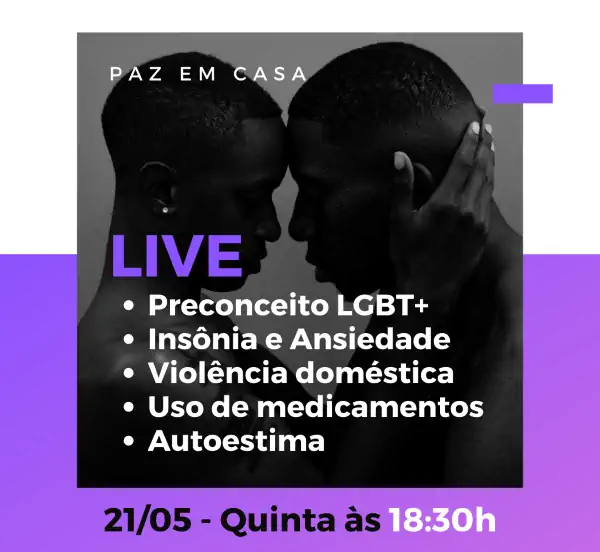 PAZ EM CASA
LIVE
• Preconceito LGBT+
• Insônia e Ansiedade
• Violência doméstica
• Uso de medicamentos
• Autoestima
21/05 - Quinta às 18:30h